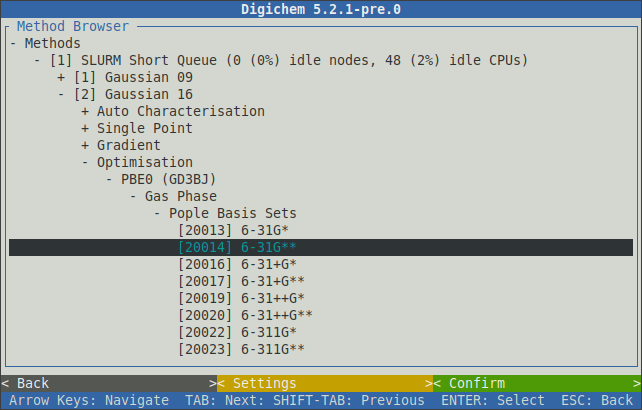 Digichem 5.2.1-pre.0
Method Browser
- Methods
- [1] SLURM Short Queue (0 (0%) idle nodes, 48 (2%) idle CPUs)
+ [1] Gaussian 09
- [2] Gaussian 16
+ Auto Characterisation
+ Single Point
+ Gradient
- Optimisation
- PBE0 (GD3BJ)
- Gas Phase
- Pople Basis Sets
[20013] 6-31G*
[20014] 6-31G**
[20016] 6-31+G*
[20017] 6-31+G**
[20019] 6-31++G*
[20020] 6-31++G**
[20022] 6-311G*
[20023] 6-311G**
< Back >< Settings >< Confirm >
Arrow Keys: Navigate TAB: Next: SHIFT-TAB: Previous ENTER: Select ESC: Back